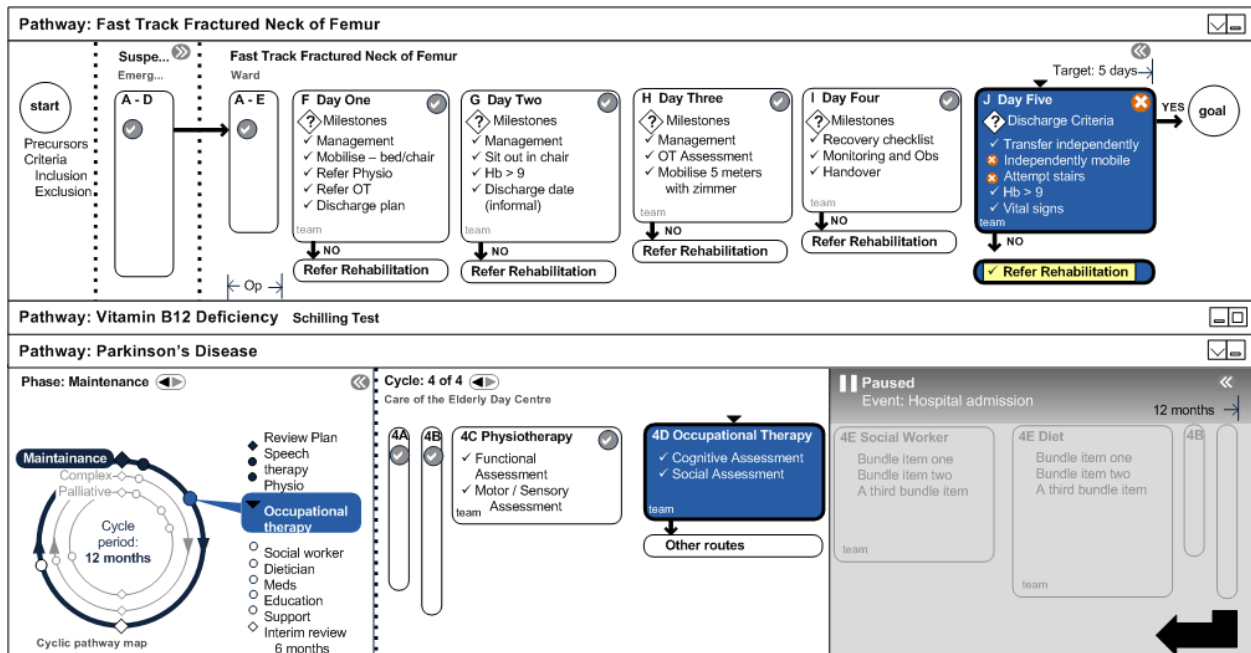 Pathway: Fast Track Fractured Neck of Femur
Suspe...
Emerg...
Fast Track Fractured Neck of Femur
Ward
Target: 5 days
start
Precursors
Criteria
Inclusion
Exclusion
A - D
A - E
Op
F Day One
? Milestones
Management
Mobilise – bed/chair
Refer Physio
Refer OT
Discharge plan
team
NO
Refer Rehabilitation
G Day Two
? Milestones
Management
Sit out in chair
Hb > 9
Discharge date
(informal)
team
NO
Refer Rehabilitation
H Day Three
? Milestones
Management
OT Assessment
Mobilise 5 meters
with zimmer
team
NO
Refer Rehabilitation
I Day Four
? Milestones
Recovery checklist
Monitoring and Obs
Handover
team
NO
Refer Rehabilitation
J Day Five
? Discharge Criteria
Transfer independently
Independently mobile
Attempt stairs
Hb > 9
Vital signs
team
NO
Refer Rehabilitation
YES
goal
Pathway: Vitamin B12 Deficiency Schilling Test
Pathway: Parkinson's Disease
Phase: Maintenance
Maintainance
Complex
Palliative
Cycle
period:
12 months
Cyclic pathway map
Review Plan
Speech
therapy
Physio
Occupational
therapy
Social worker
Dietician
Meds
Education
Support
Interim review
6 months
Cycle: 4 of 4
Care of the Elderly Day Centre
4A
4B
4C Physiotherapy
Functional
Assessment
Motor / Sensory
Assessment
team
4D Occupational Therapy
Cognitive Assessment
Social Assessment
team
Other routes
Paused
Event: Hospital admission
12 months
4E Social Worker
Bundle item one
Bundle item two
A third bundle item
team
4E Diet
Bundle item one
Bundle item two
A third bundle item
team
4B